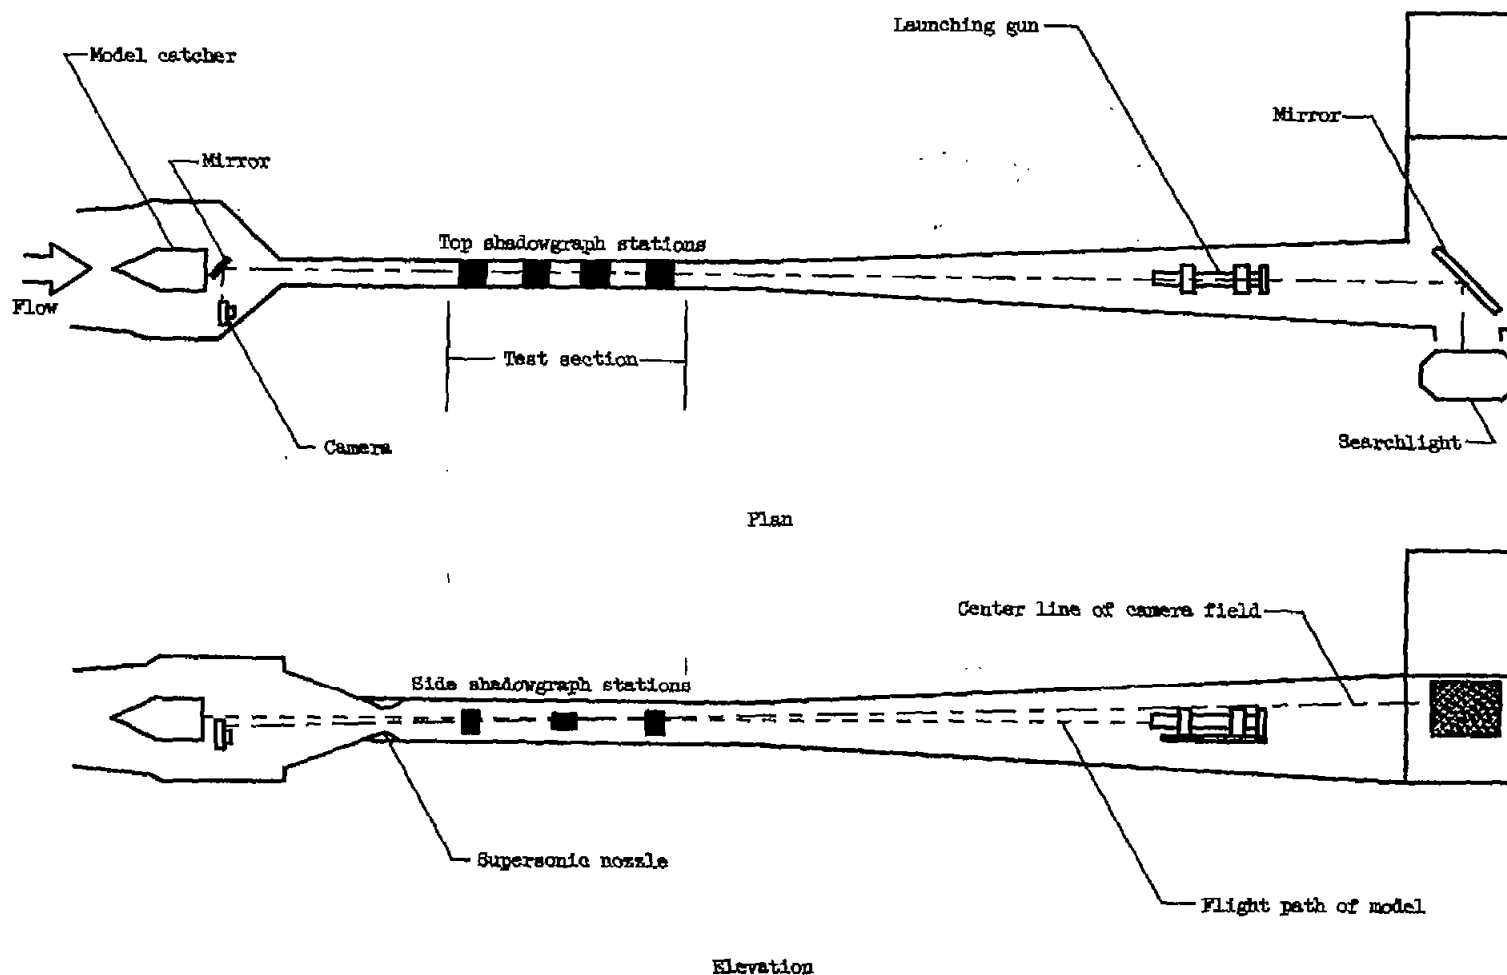 Launching gun
Model catcher
Mirror
Mirror
Top shadowgraph stations
Flow
Test section
Camera
Searchlight
Plan
Center line of camera field
Side shadowgraph stations
Supersonic nozzle
Flight path of model
Elevation